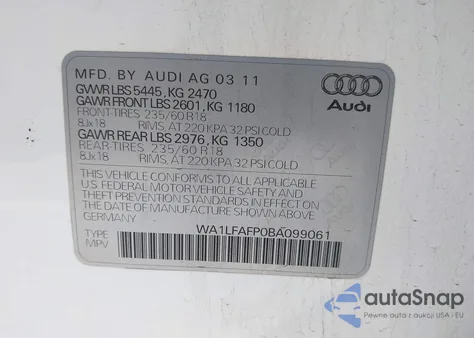 MFD. BY AUDI AG 03 11
GVWR LBS 5445, KG 2470
GAWR FRONT LBS 2601, KG 1180
FRONT-TIRES 235/60 R18
8Jx18 RIMS, AT 220 KPA 32 PSI COLD
GAWR REAR LBS 2976, KG 1350
REAR-TIRES 235/60 R18
8Jx18 RIMS, AT 220 KPA 32 PSI COLD
THIS VEHICLE CONFORMS TO ALL APPLICABLE
U.S. FEDERAL MOTOR VEHICLE SAFETY AND
THEFT PREVENTION STANDARDS IN EFFECT ON THE
DATE OF MANUFACTURE SHOWN ABOVE
GERMANY
TYPE WA1LFAFP0BA099061
MPV
Audi
autoSnap
Pewne auta z aukcji USA i EU